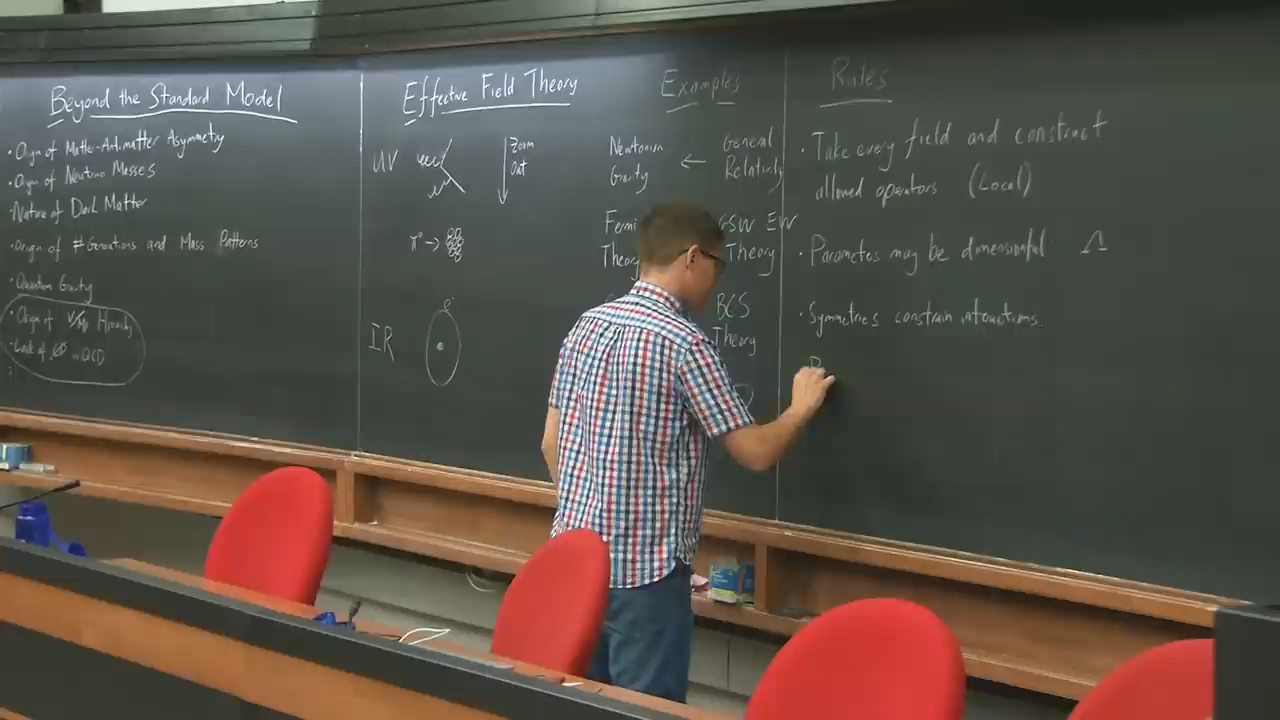 Beyond the Standard Model
• Origin of Matter-Antimatter Asymmetry
• Origin of Neutrino Masses
• Nature of Dark Matter
• Origin of # Generations and Mass Patterns
• Quantum Gravity
• Origin of V/Mp Hierarchy
• Lack of in QCD
Effective Field Theory
UV
Zoom
Out
π° →
IR
e⁻
Examples
Newtonian
Gravity
←
General
Relativity
Fermi
Theory
GSW EW
Theory
BCS
Theory
Rules
• Take every field and construct
allowed operators (Local)
• Parameters may be dimensionful Λ
• Symmetries constrain interactions.